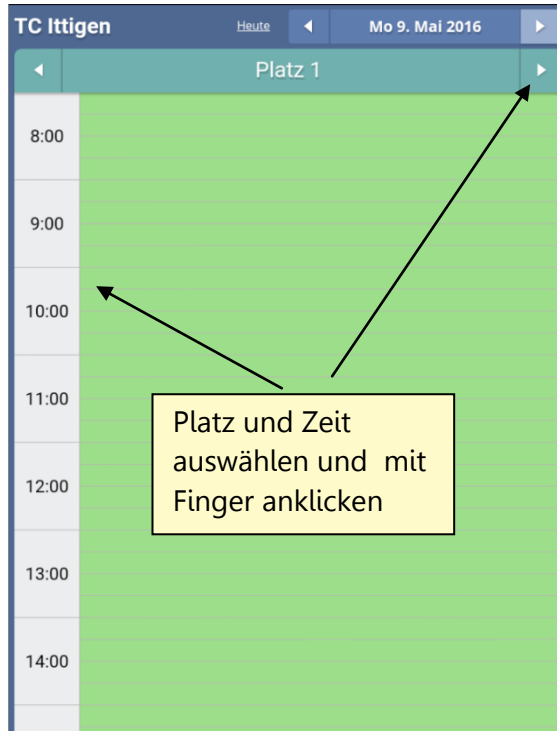 TC Ittigen Heute Mo 9. Mai 2016
Platz 1
8:00
9:00
10:00
11:00
12:00
13:00
14:00
Platz und Zeit
auswählen und mit
Finger anklicken